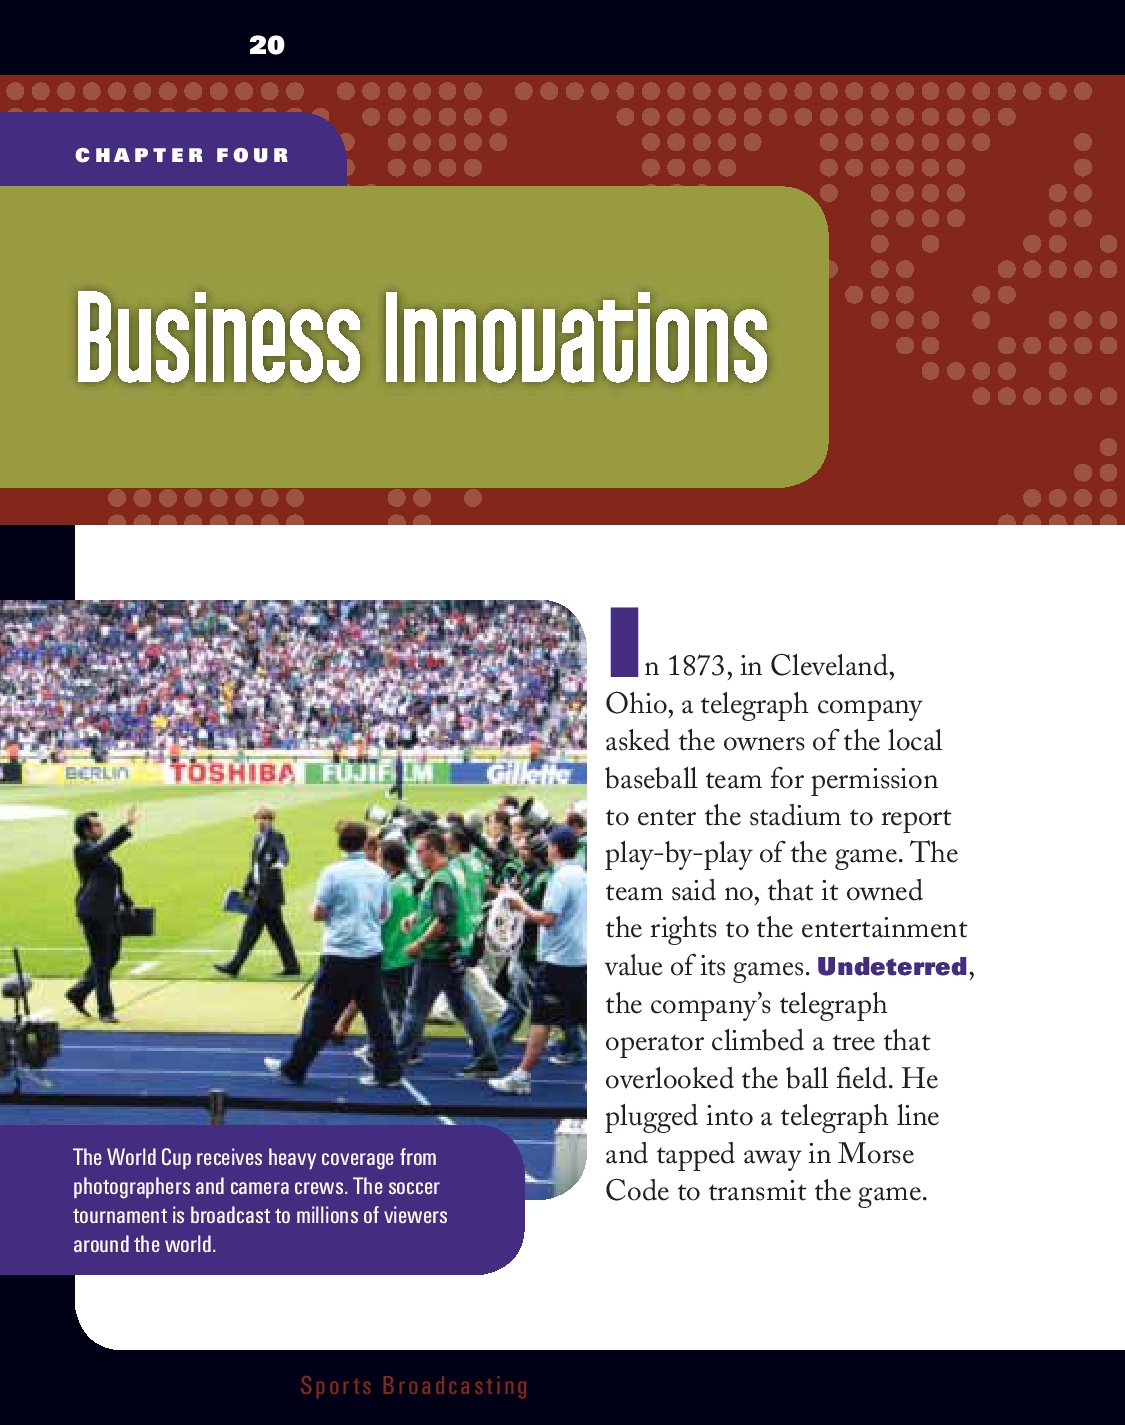 20
CHAPTER FOUR
Business Innovations
BERLIN TOSHIBA FUJIFILM Gillette
In 1873, in Cleveland,
Ohio, a telegraph company
asked the owners of the local
baseball team for permission
to enter the stadium to report
play-by-play of the game. The
team said no, that it owned
the rights to the entertainment
value of its games. Undeterred,
the company’s telegraph
operator climbed a tree that
overlooked the ball field. He
plugged into a telegraph line
and tapped away in Morse
Code to transmit the game.
The World Cup receives heavy coverage from
photographers and camera crews. The soccer
tournament is broadcast to millions of viewers
around the world.
Sports Broadcasting